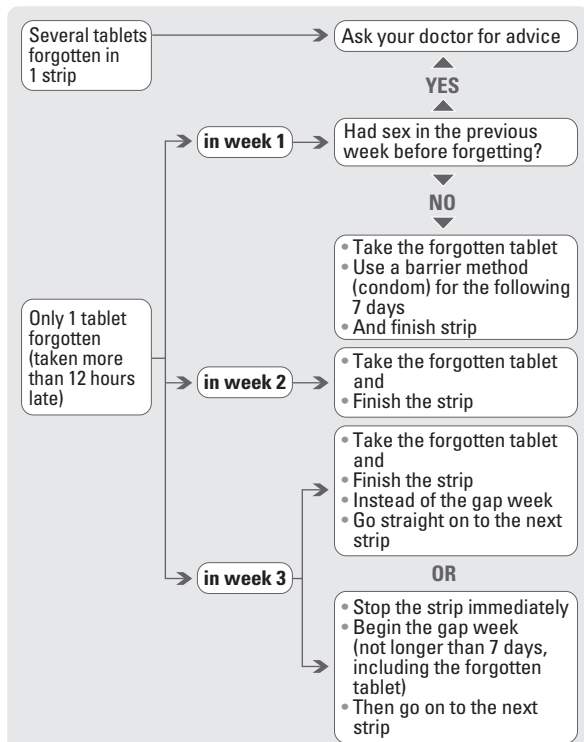 Several tablets
forgotten in
1 strip
Ask your doctor for advice
YES
in week 1
Had sex in the previous
week before forgetting?
NO
• Take the forgotten tablet
• Use a barrier method
(condom) for the following
7 days
• And finish strip
Only 1 tablet
forgotten
(taken more
than 12 hours
late)
in week 2
• Take the forgotten tablet
and
• Finish the strip
• Take the forgotten tablet
and
• Finish the strip
• Instead of the gap week
• Go straight on to the next
strip
in week 3
OR
• Stop the strip immediately
• Begin the gap week
(not longer than 7 days,
including the forgotten
tablet)
• Then go on to the next
strip